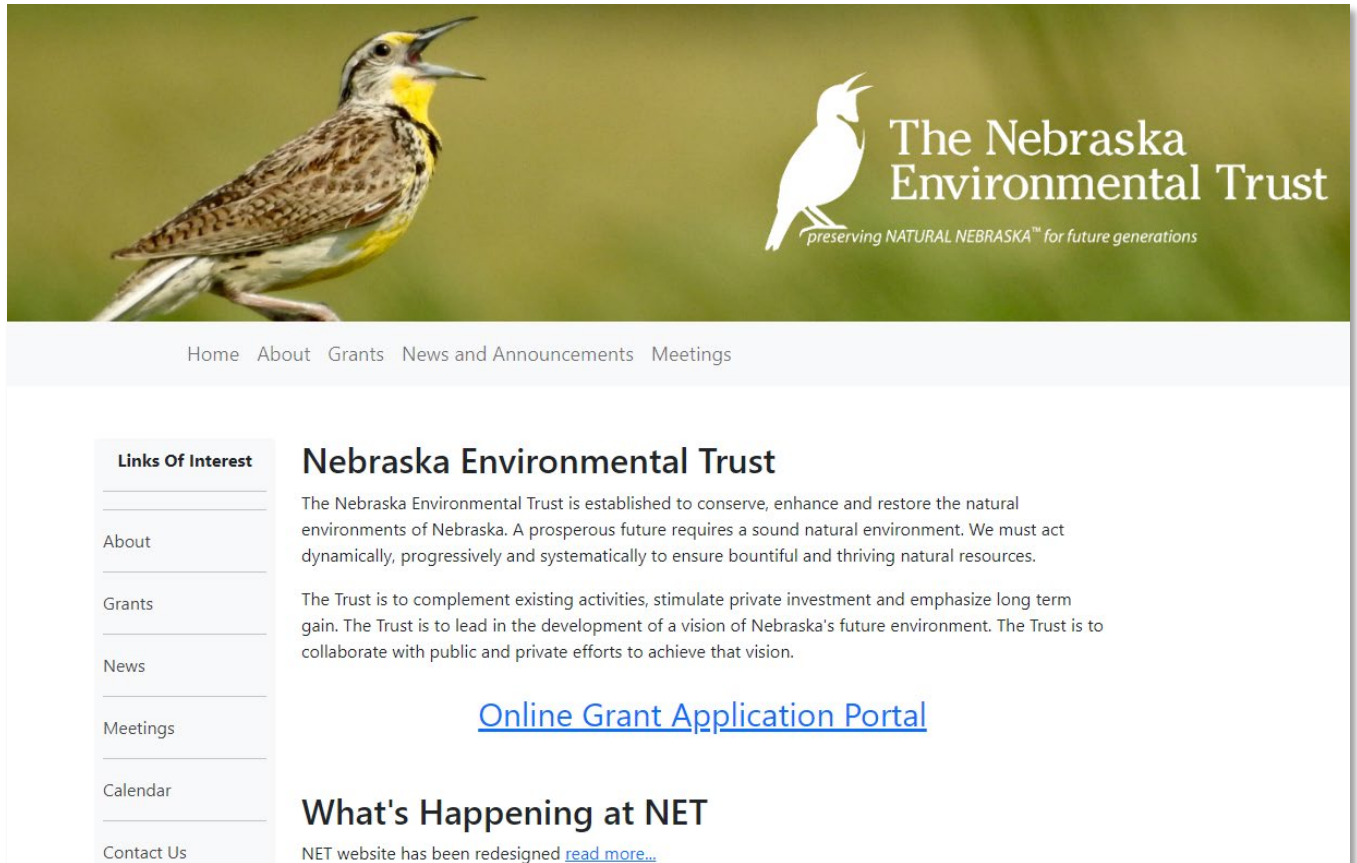 The Nebraska
Environmental Trust
preserving NATURAL NEBRASKA™ for future generations
Home About Grants News and Announcements Meetings
Links Of Interest
About
Grants
News
Meetings
Calendar
Contact Us
Nebraska Environmental Trust
The Nebraska Environmental Trust is established to conserve, enhance and restore the natural
environments of Nebraska. A prosperous future requires a sound natural environment. We must act
dynamically, progressively and systematically to ensure bountiful and thriving natural resources.
The Trust is to complement existing activities, stimulate private investment and emphasize long term
gain. The Trust is to lead in the development of a vision of Nebraska's future environment. The Trust is to
collaborate with public and private efforts to achieve that vision.
Online Grant Application Portal
What's Happening at NET
NET website has been redesigned read more...